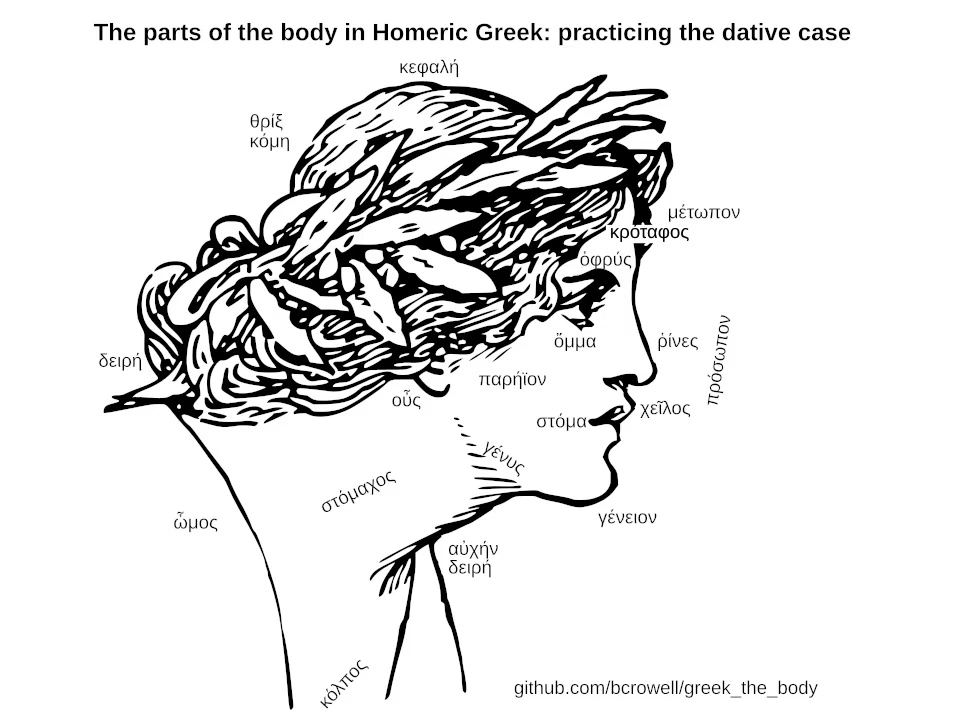 The parts of the body in Homeric Greek: practicing the dative case
κεφαλή
θρίξ
κόμη
μέτωπον
κρόταφος
ὀφρύς
ὄμμα
ῥίνες
πρόσωπον
δειρή
παρήϊον
οὖς
χεῖλος
στόμα
γένυς
στόμαχος
ὦμος
γένειον
αὐχήν
δειρή
κόλπος
github.com/bcrowell/greek_the_body